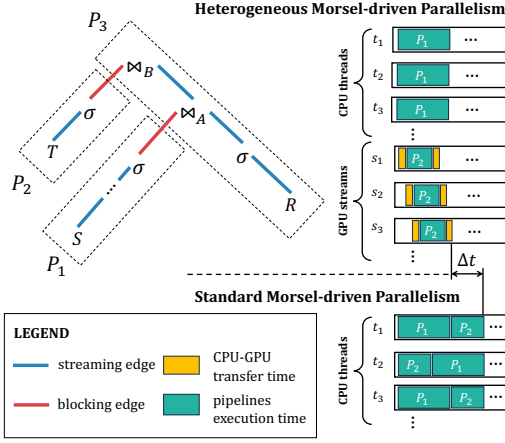 Heterogeneous Morsel-driven Parallelism
P3
⋈B
σ
T
P2
⋈A
σ
...
S
P1
σ
R
CPU threads
t1 P1 ...
t2 P1 ...
t3 P1 ...
⋮
GPU streams
s1 P2 ...
s2 P2 ...
s3 P2 ...
⋮
Δt
Standard Morsel-driven Parallelism
CPU threads
t1 P1 P2
t2 P2 P1
t3 P1 P2
⋮
LEGEND
streaming edge
blocking edge
CPU-GPU
transfer time
pipelines
execution time